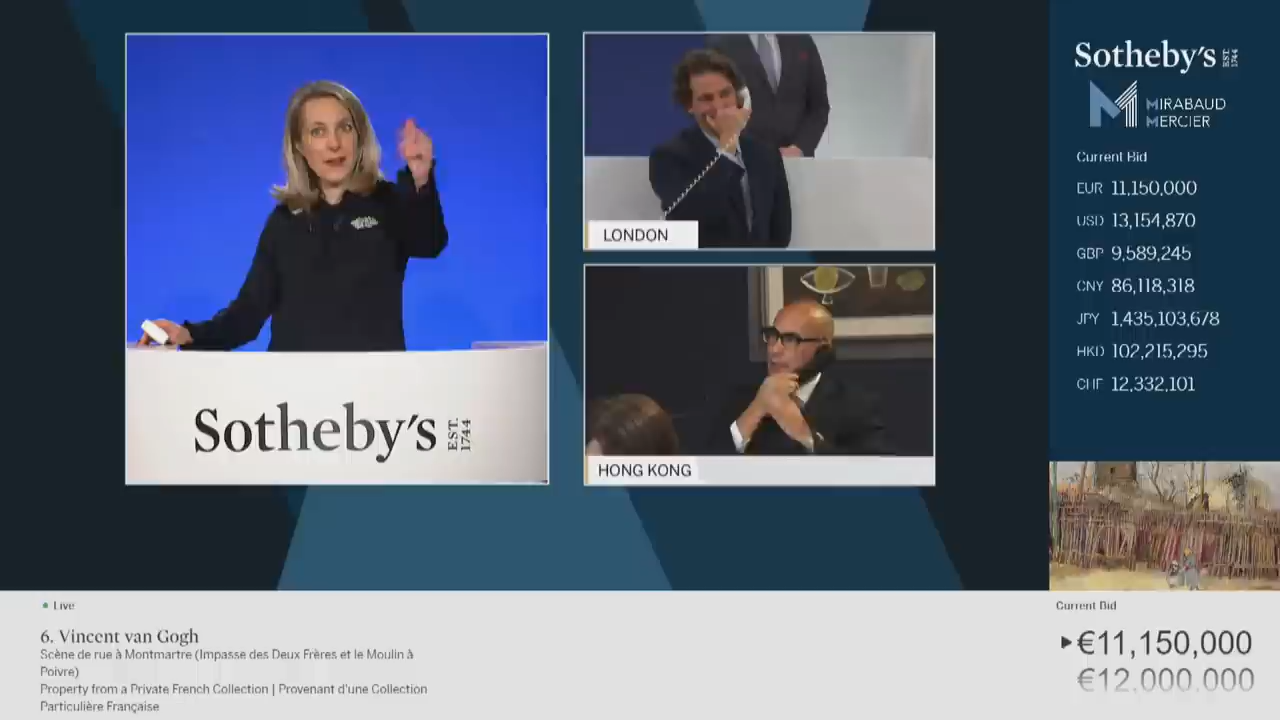 Sotheby's EST. 1744
LONDON
HONG KONG
Sotheby's EST. 1744
MIRABAUD
MERCIER
Current Bid
EUR 11,150,000
USD 13,154,870
GBP 9,589,245
CNY 86,118,318
JPY 1,435,103,678
HKD 102,215,295
CHF 12,332,101
Live
6. Vincent van Gogh
Scène de rue à Montmartre (Impasse des Deux Frères et le Moulin à
Poivre)
Property from a Private French Collection | Provenant d'une Collection
Particulière Française
Current Bid
€11,150,000
€12,000,000